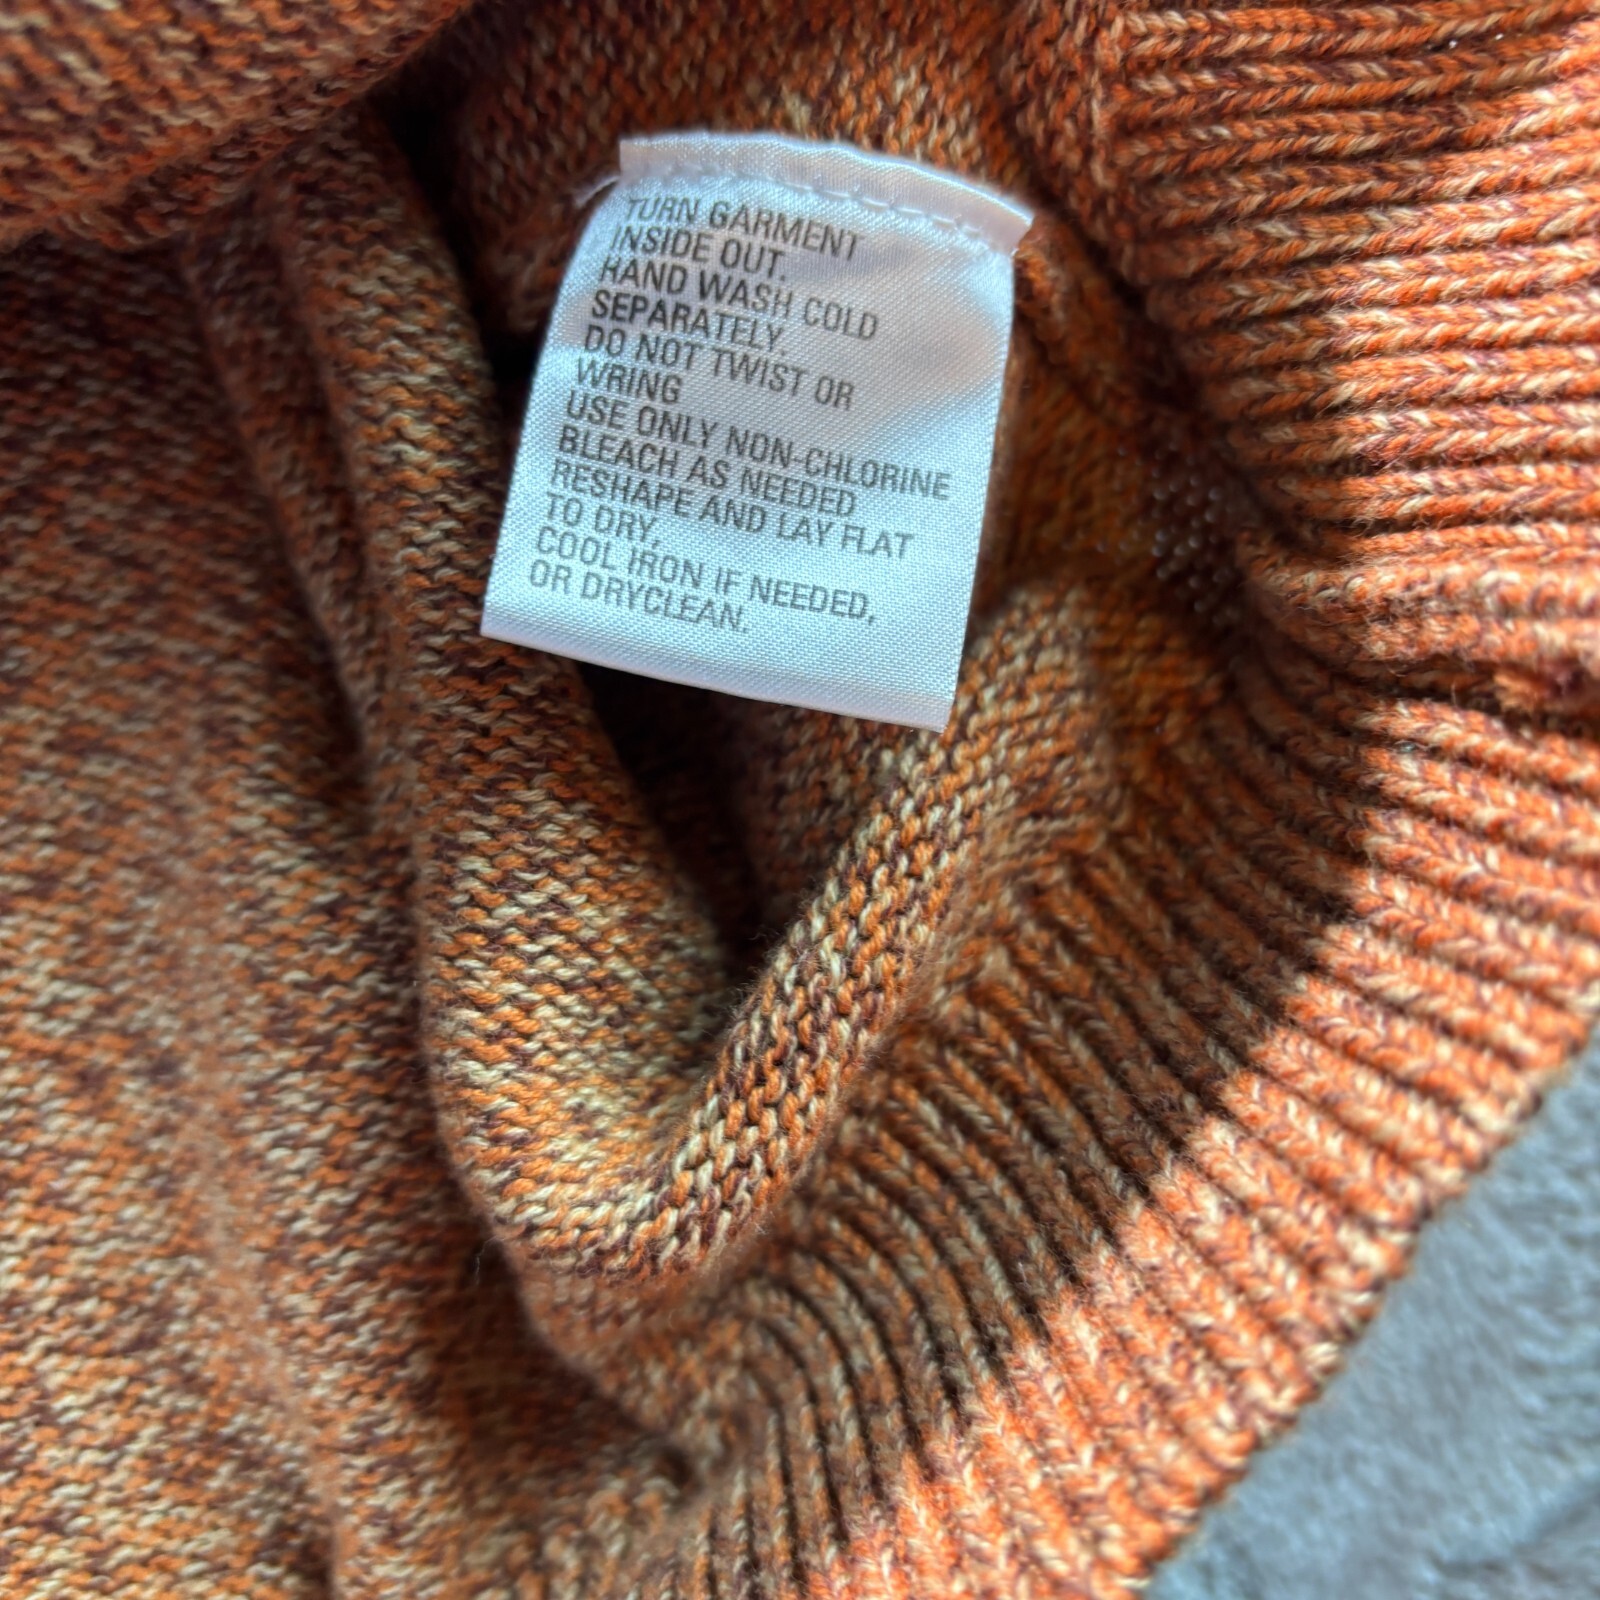 TURN GARMENT
INSIDE OUT.
HAND WASH COLD
SEPARATELY.
DO NOT TWIST OR
WRING
USE ONLY NON-CHLORINE
BLEACH AS NEEDED
RESHAPE AND LAY FLAT
TO DRY,
COOL IRON IF NEEDED,
OR DRYCLEAN.